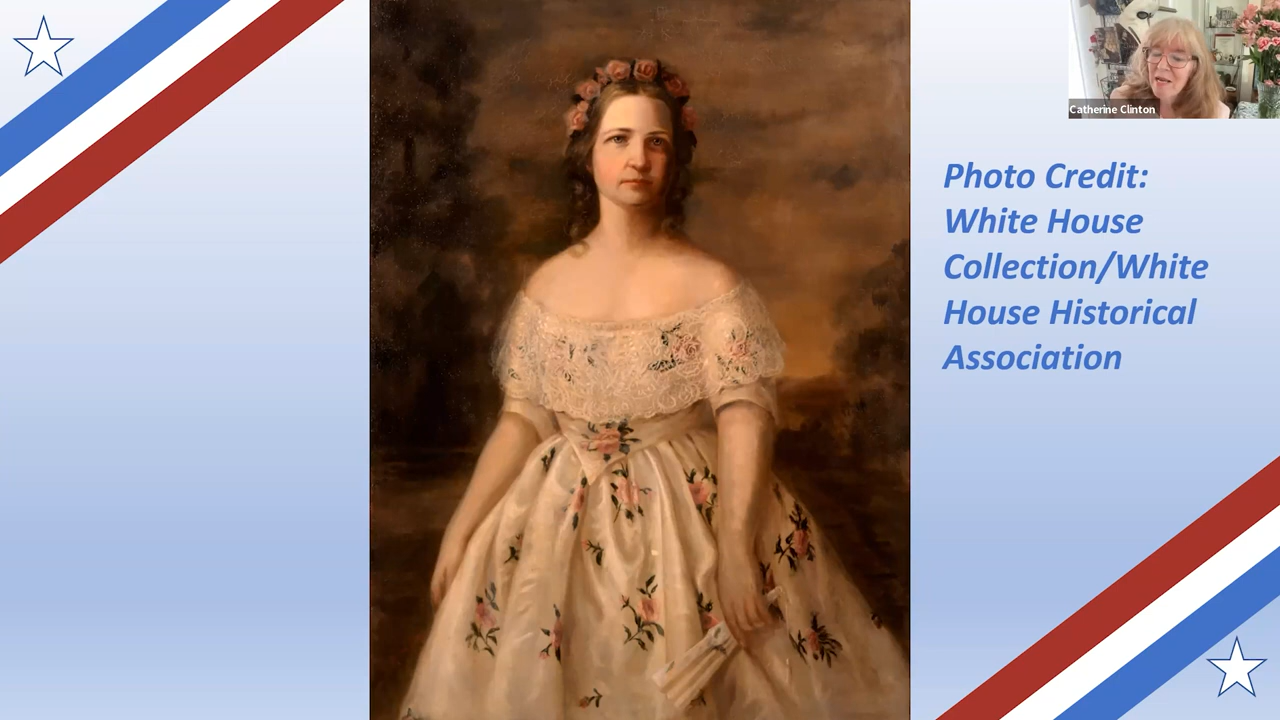 Catherine Clinton
Photo Credit:
White House
Collection/White
House Historical
Association